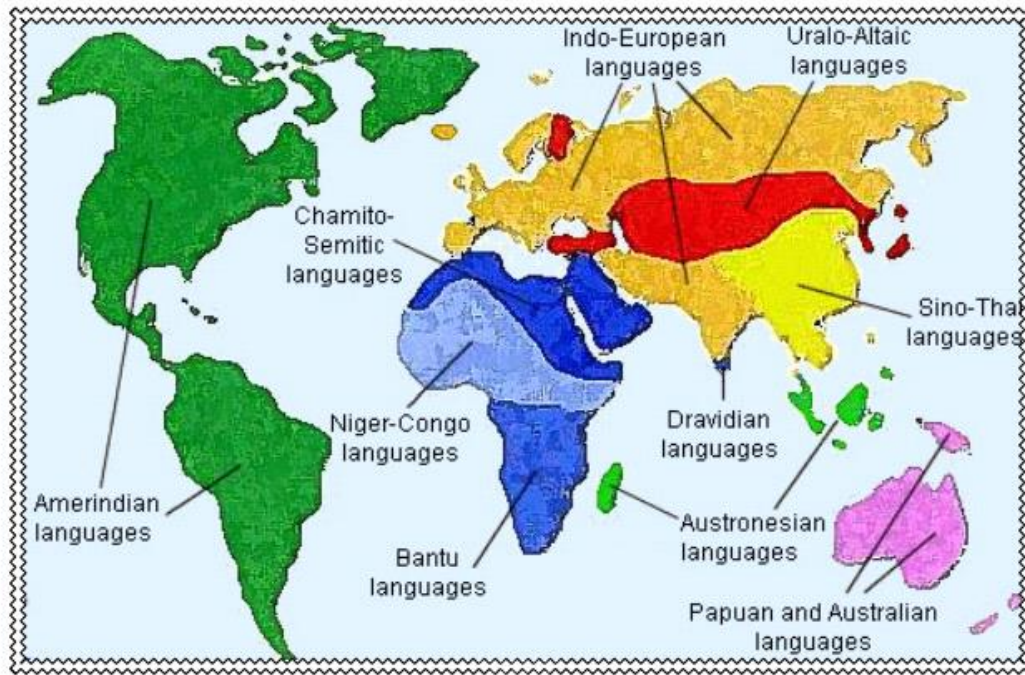 Indo-European
languages
Uralo-Altaic
languages
Chamito-
Semitic
languages
Sino-Thai
languages
Niger-Congo
languages
Dravidian
languages
Amerindian
languages
Austronesian
languages
Bantu
languages
Papuan and Australian
languages